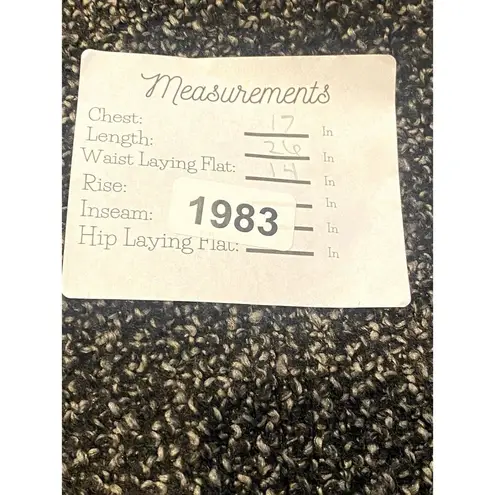 Measurements
Chest: 17 In
Length: 26 In
Waist Laying Flat: 14 In
Rise: In
1983
Inseam: In
Hip Laying Flat: In